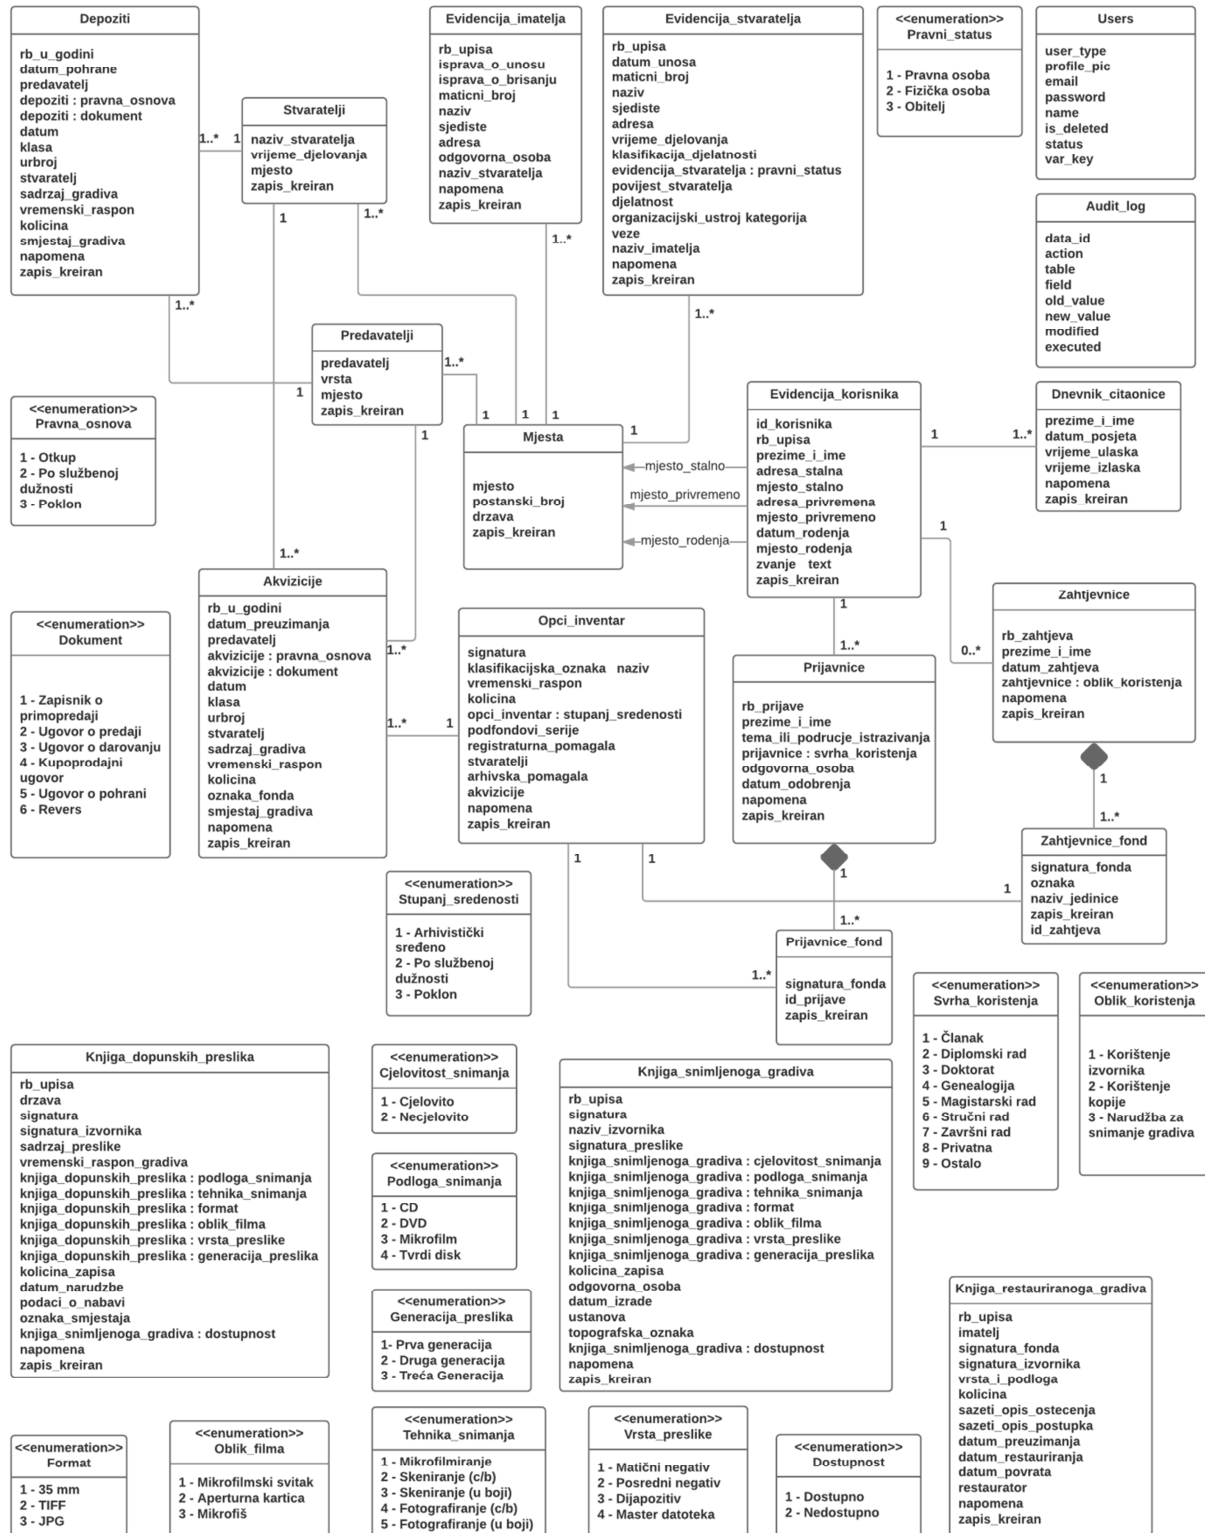 Depoziti
rb_u_godini
datum_pohrane
predavatelj
depoziti : pravna_osnova
depoziti : dokument
datum
klasa
urbroj
stvaratelj
sadrzaj_gradiva
vremenski_raspon
kolicina
smjestaj_gradiva
napomena
zapis_kreiran
1..*
1
1..*
Stvaratelji
naziv_stvaratelja
vrijeme_djelovanja
mjesto
zapis_kreiran
1
1..*
Evidencija_imatelja
rb_upisa
isprava_o_unosu
isprava_o_brisanju
maticni_broj
naziv
sjediste
adresa
odgovorna_osoba
naziv_stvaratelja
napomena
zapis_kreiran
1..*
Evidencija_stvaratelja
rb_upisa
datum_unosa
maticni_broj
naziv
sjediste
adresa
vrijeme_djelovanja
klasifikacija_djelatnosti
evidencija_stvaratelja : pravni_status
povijest_stvaratelja
djelatnost
organizacijski_ustroj kategorija
veze
naziv_imatelja
napomena
zapis_kreiran
1..*
<<enumeration>>
Pravni_status
1 - Pravna osoba
2 - Fizička osoba
3 - Obitelj
Users
user_type
profile_pic
email
password
name
is_deleted
status
var_key
Audit_log
data_id
action
table
field
old_value
new_value
modified
executed
Predavatelji
predavatelj
vrsta
mjesto
zapis_kreiran
1..*
1
1
1
1
1
1
<<enumeration>>
Pravna_osnova
1 - Otkup
2 - Po službenoj
dužnosti
3 - Poklon
Mjesta
mjesto
postanski_broj
drzava
zapis_kreiran
mjesto_stalno
mjesto_privremeno
mjesto_rodenja
Evidencija_korisnika
id_korisnika
rb_upisa
prezime_i_ime
adresa_stalna
mjesto_stalno
adresa_privremena
mjesto_privremeno
datum_rodenja
mjesto_rodenja
zvanje text
zapis_kreiran
1
1..*
1
0..*
1
1..*
Dnevnik_citaonice
prezime_i_ime
datum_posjeta
vrijeme_ulaska
vrijeme_izlaska
napomena
zapis_kreiran
1..*
Akvizicije
rb_u_godini
datum_preuzimanja
predavatelj
akvizicije : pravna_osnova
akvizicije : dokument
datum
klasa
urbroj
stvaratelj
sadrzaj_gradiva
vremenski_raspon
kolicina
oznaka_fonda
smjestaj_gradiva
napomena
zapis_kreiran
1..*
1..*
1
<<enumeration>>
Dokument
1 - Zapisnik o
primopredaji
2 - Ugovor o predaji
3 - Ugovor o darovanju
4 - Kupoprodajni
ugovor
5 - Ugovor o pohrani
6 - Revers
Opci_inventar
signatura
klasifikacijska_oznaka naziv
vremenski_raspon
kolicina
opci_inventar : stupanj_sredenosti
podfondovi_serije
registraturna_pomagala
stvaratelji
arhivska_pomagala
akvizicije
napomena
zapis_kreiran
1
1
Prijavnice
rb_prijave
prezime_i_ime
tema_ili_podrucje_istrazivanja
prijavnice : svrha_koristenja
odgovorna_osoba
datum_odobrenja
napomena
zapis_kreiran
1
1..*
Zahtjevnice
rb_zahtjeva
prezime_i_ime
datum_zahtjeva
zahtjevnice : oblik_koristenja
napomena
zapis_kreiran
1
1..*
Zahtjevnice_fond
signatura_fonda
oznaka
naziv_jedinice
zapis_kreiran
id_zahtjeva
1
<<enumeration>>
Stupanj_sredenosti
1 - Arhivistički
sređeno
2 - Po službenoj
dužnosti
3 - Poklon
1..*
Prijavnice_fond
signatura_fonda
id_prijave
zapis_kreiran
<<enumeration>>
Svrha_koristenja
1 - Članak
2 - Diplomski rad
3 - Doktorat
4 - Genealogija
5 - Magistarski rad
6 - Stručni rad
7 - Završni rad
8 - Privatna
9 - Ostalo
<<enumeration>>
Oblik_koristenja
1 - Korištenje
izvornika
2 - Korištenje
kopije
3 - Narudžba za
snimanje gradiva
Knjiga_dopunskih_preslika
rb_upisa
drzava
signatura
signatura_izvornika
sadrzaj_preslike
vremenski_raspon_gradiva
knjiga_dopunskih_preslika : podloga_snimanja
knjiga_dopunskih_preslika : tehnika_snimanja
knjiga_dopunskih_preslika : format
knjiga_dopunskih_preslika : oblik_filma
knjiga_dopunskih_preslika : vrsta_preslike
knjiga_dopunskih_preslika : generacija_preslika
kolicina_zapisa
datum_narudzbe
podaci_o_nabavi
oznaka_smjestaja
knjiga_snimljenoga_gradiva : dostupnost
napomena
zapis_kreiran
<<enumeration>>
Cjelovitost_snimanja
1 - Cjelovito
2 - Necjelovito
<<enumeration>>
Podloga_snimanja
1 - CD
2 - DVD
3 - Mikrofilm
4 - Tvrdi disk
<<enumeration>>
Generacija_preslika
1- Prva generacija
2 - Druga generacija
3 - Treća Generacija
Knjiga_snimljenoga_gradiva
rb_upisa
signatura
naziv_izvornika
signatura_preslike
knjiga_snimljenoga_gradiva : cjelovitost_snimanja
knjiga_snimljenoga_gradiva : podloga_snimanja
knjiga_snimljenoga_gradiva : tehnika_snimanja
knjiga_snimljenoga_gradiva : format
knjiga_snimljenoga_gradiva : oblik_filma
knjiga_snimljenoga_gradiva : vrsta_preslike
knjiga_snimljenoga_gradiva : generacija_preslika
kolicina_zapisa
odgovorna_osoba
datum_izrade
ustanova
topografska_oznaka
knjiga_snimljenoga_gradiva : dostupnost
napomena
zapis_kreiran
Knjiga_restauriranoga_gradiva
rb_upisa
imatelj
signatura_fonda
signatura_izvornika
vrsta_i_podloga
kolicina
sazeti_opis_ostecenja
sazeti_opis_postupka
datum_preuzimanja
datum_restauriranja
datum_povrata
restaurator
napomena
zapis_kreiran
<<enumeration>>
Format
1 - 35 mm
2 - TIFF
3 - JPG
<<enumeration>>
Oblik_filma
1 - Mikrofilmski svitak
2 - Aperturna kartica
3 - Mikrofiš
<<enumeration>>
Tehnika_snimanja
1 - Mikrofilmiranje
2 - Skeniranje (c/b)
3 - Skeniranje (u boji)
4 - Fotografiranje (c/b)
5 - Fotografiranje (u boji)
<<enumeration>>
Vrsta_preslike
1 - Matični negativ
2 - Posredni negativ
3 - Dijapozitiv
4 - Master datoteka
<<enumeration>>
Dostupnost
1 - Dostupno
2 - Nedostupno